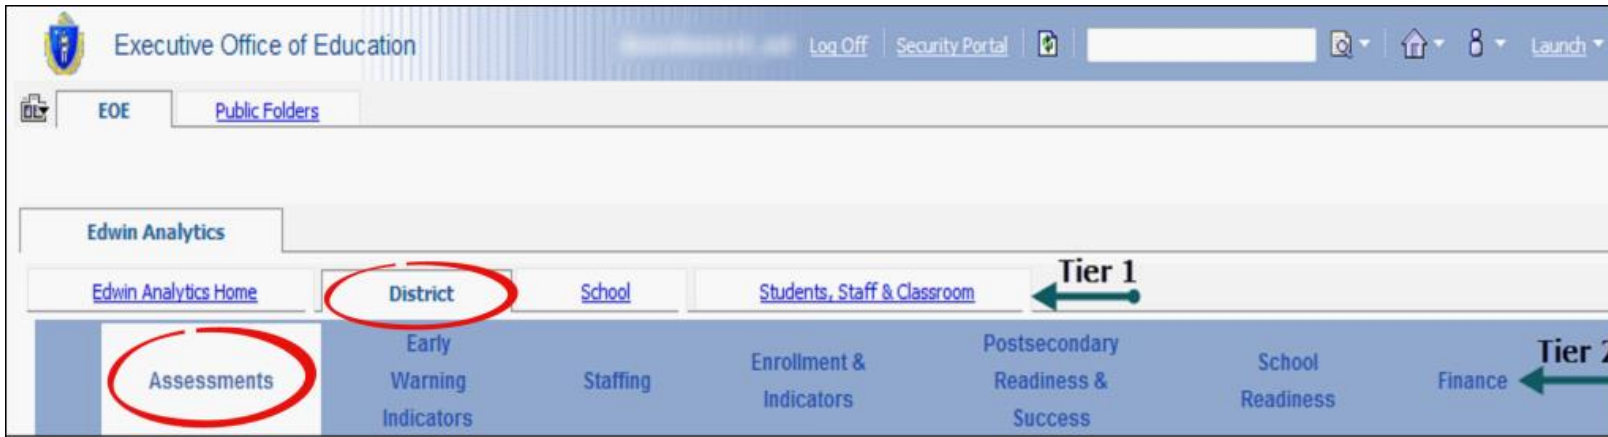 Executive Office of Education Log Off Security Portal Launch
EOE Public Folders
Edwin Analytics
Edwin Analytics Home District School Students, Staff & Classroom Tier 1
Assessments
Early
Warning
Indicators
Staffing
Enrollment &
Indicators
Postsecondary
Readiness &
Success
School
Readiness
Finance
Tier 2